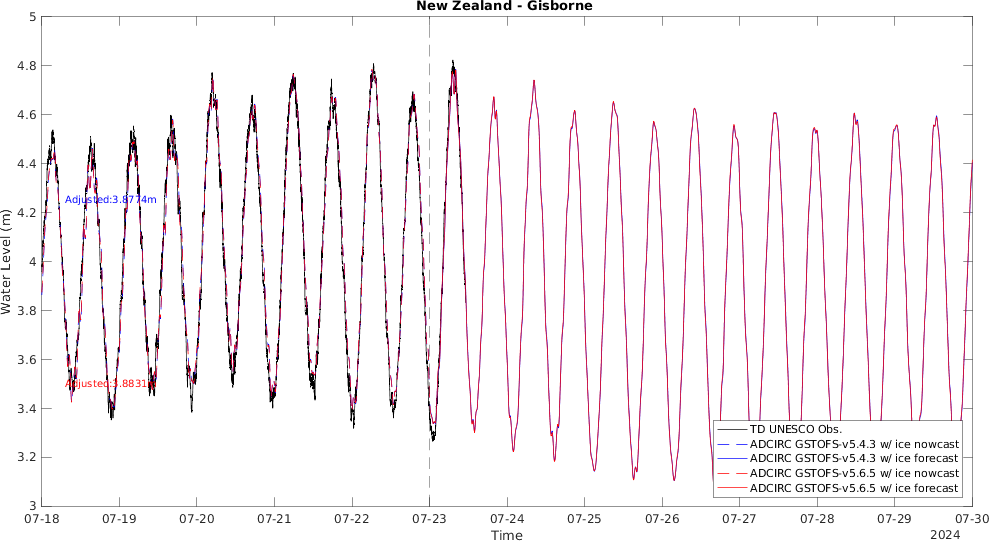 New Zealand - Gisborne
5
4.8
4.6
4.4
4.2
4
3.8
3.6
3.4
3.2
3
Water Level (m)
Adjusted:3.8774m
Adjusted:3.8831m
TD UNESCO Obs.
ADCIRC GSTOFS-v5.4.3 w/ ice nowcast
ADCIRC GSTOFS-v5.4.3 w/ ice forecast
ADCIRC GSTOFS-v5.6.5 w/ ice nowcast
ADCIRC GSTOFS-v5.6.5 w/ ice forecast
07-18 07-19 07-20 07-21 07-22 07-23 07-24 07-25 07-26 07-27 07-28 07-29 07-30
Time
2024